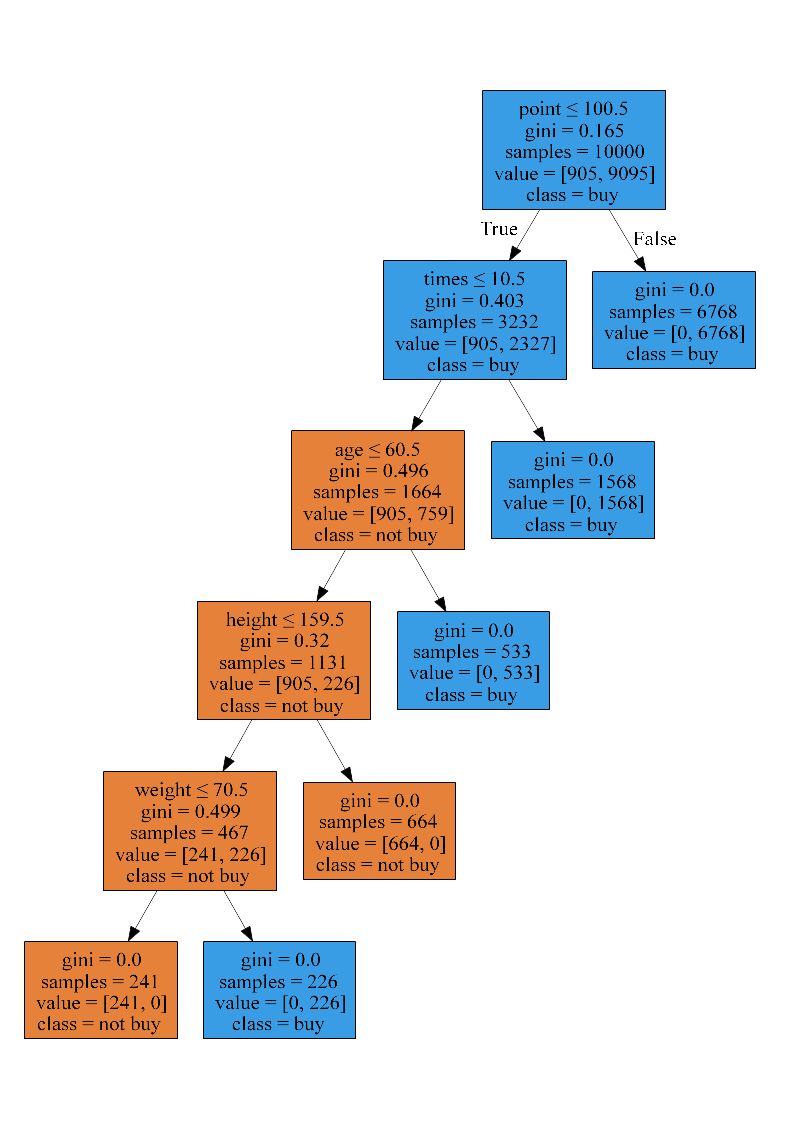 point ≤ 100.5
gini = 0.165
samples = 10000
value = [905, 9095]
class = buy
True
False
times ≤ 10.5
gini = 0.403
samples = 3232
value = [905, 2327]
class = buy
gini = 0.0
samples = 6768
value = [0, 6768]
class = buy
age ≤ 60.5
gini = 0.496
samples = 1664
value = [905, 759]
class = not buy
gini = 0.0
samples = 1568
value = [0, 1568]
class = buy
height ≤ 159.5
gini = 0.32
samples = 1131
value = [905, 226]
class = not buy
gini = 0.0
samples = 533
value = [0, 533]
class = buy
weight ≤ 70.5
gini = 0.499
samples = 467
value = [241, 226]
class = not buy
gini = 0.0
samples = 664
value = [664, 0]
class = not buy
gini = 0.0
samples = 241
value = [241, 0]
class = not buy
gini = 0.0
samples = 226
value = [0, 226]
class = buy